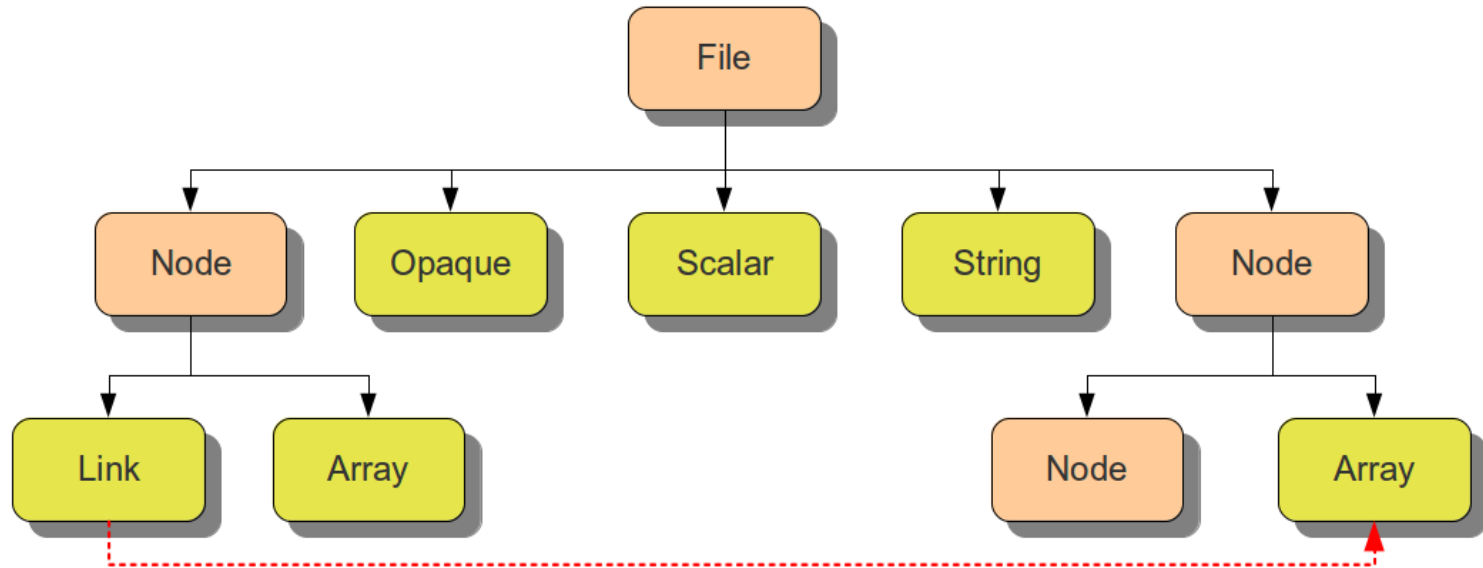 File
Node
Opaque
Scalar
String
Node
Link
Array
Node
Array